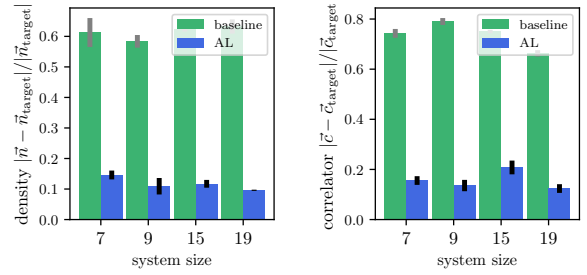 density |n⃗ − n⃗_target|/|n⃗_target|
0.6
0.5
0.4
0.3
0.2
0.1
0.0
baseline
AL
7 9 15 19
system size
correlator |c⃗ − c⃗_target|/|c⃗_target|
0.8
0.6
0.4
0.2
0.0
baseline
AL
7 9 15 19
system size